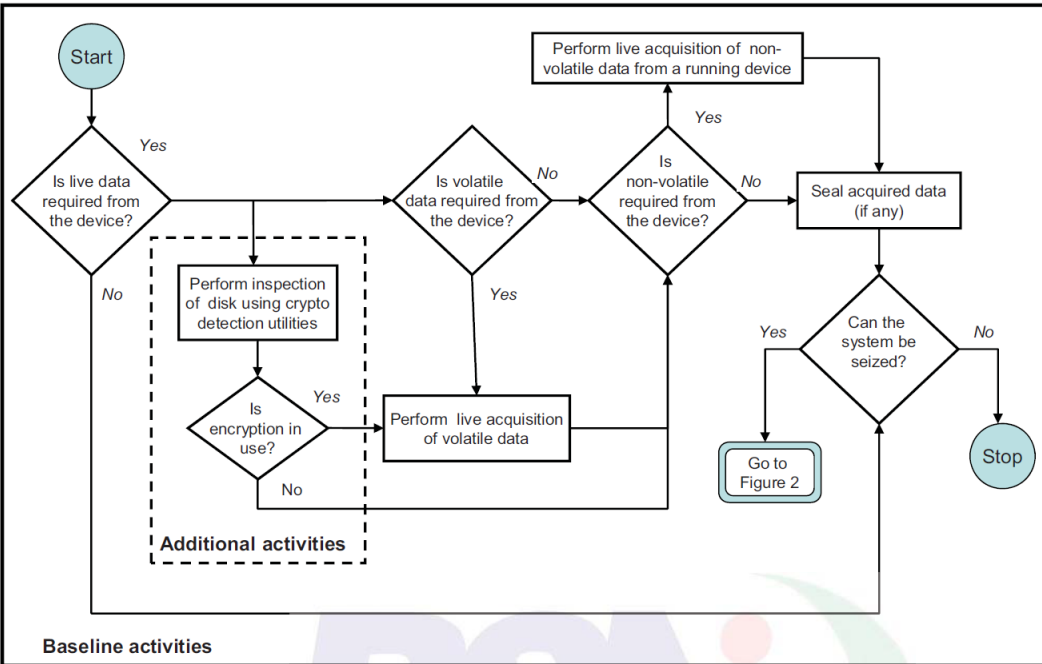 Start
Perform live acquisition of non-
volatile data from a running device
Yes
Is live data
required from
the device?
No
Is volatile
data required from
the device?
No
Yes
Is
non-volatile
required from
the device?
Yes
No
Seal acquired data
(if any)
Perform inspection
of disk using crypto
detection utilities
Is
encryption in
use?
Yes
No
Perform live acquisition
of volatile data
Can the
system be
seized?
Yes
No
Go to
Figure 2
Stop
Additional activities
Baseline activities